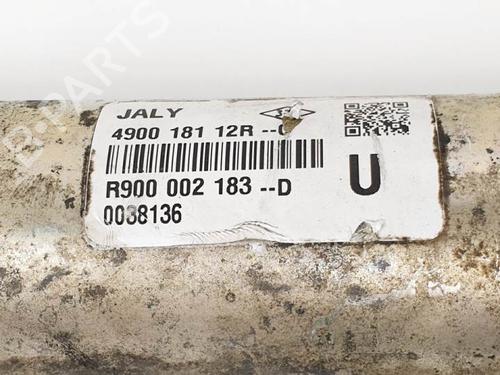 JALY
4900 181 12R --C
R900 002 183 --D
U
0038136
B-PARTS